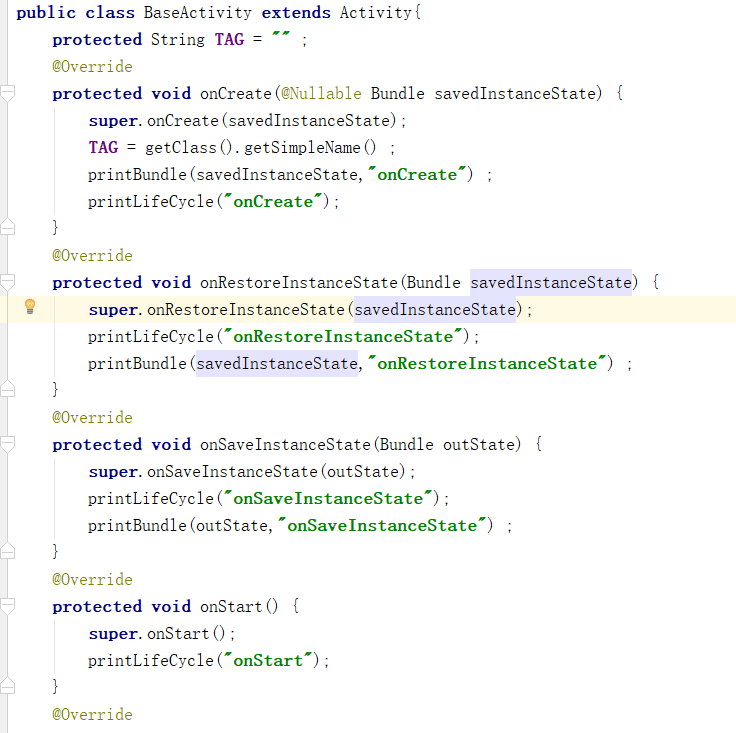 public class BaseActivity extends Activity{
    protected String TAG = "" ;
    @Override
    protected void onCreate(@Nullable Bundle savedInstanceState) {
        super.onCreate(savedInstanceState);
        TAG = getClass().getSimpleName() ;
        printBundle(savedInstanceState,"onCreate") ;
        printLifeCycle("onCreate");
    }
    @Override
    protected void onRestoreInstanceState(Bundle savedInstanceState) {
        super.onRestoreInstanceState(savedInstanceState);
        printLifeCycle("onRestoreInstanceState");
        printBundle(savedInstanceState,"onRestoreInstanceState") ;
    }
    @Override
    protected void onSaveInstanceState(Bundle outState) {
        super.onSaveInstanceState(outState);
        printLifeCycle("onSaveInstanceState");
        printBundle(outState,"onSaveInstanceState") ;
    }
    @Override
    protected void onStart() {
        super.onStart();
        printLifeCycle("onStart");
    }
    @Override